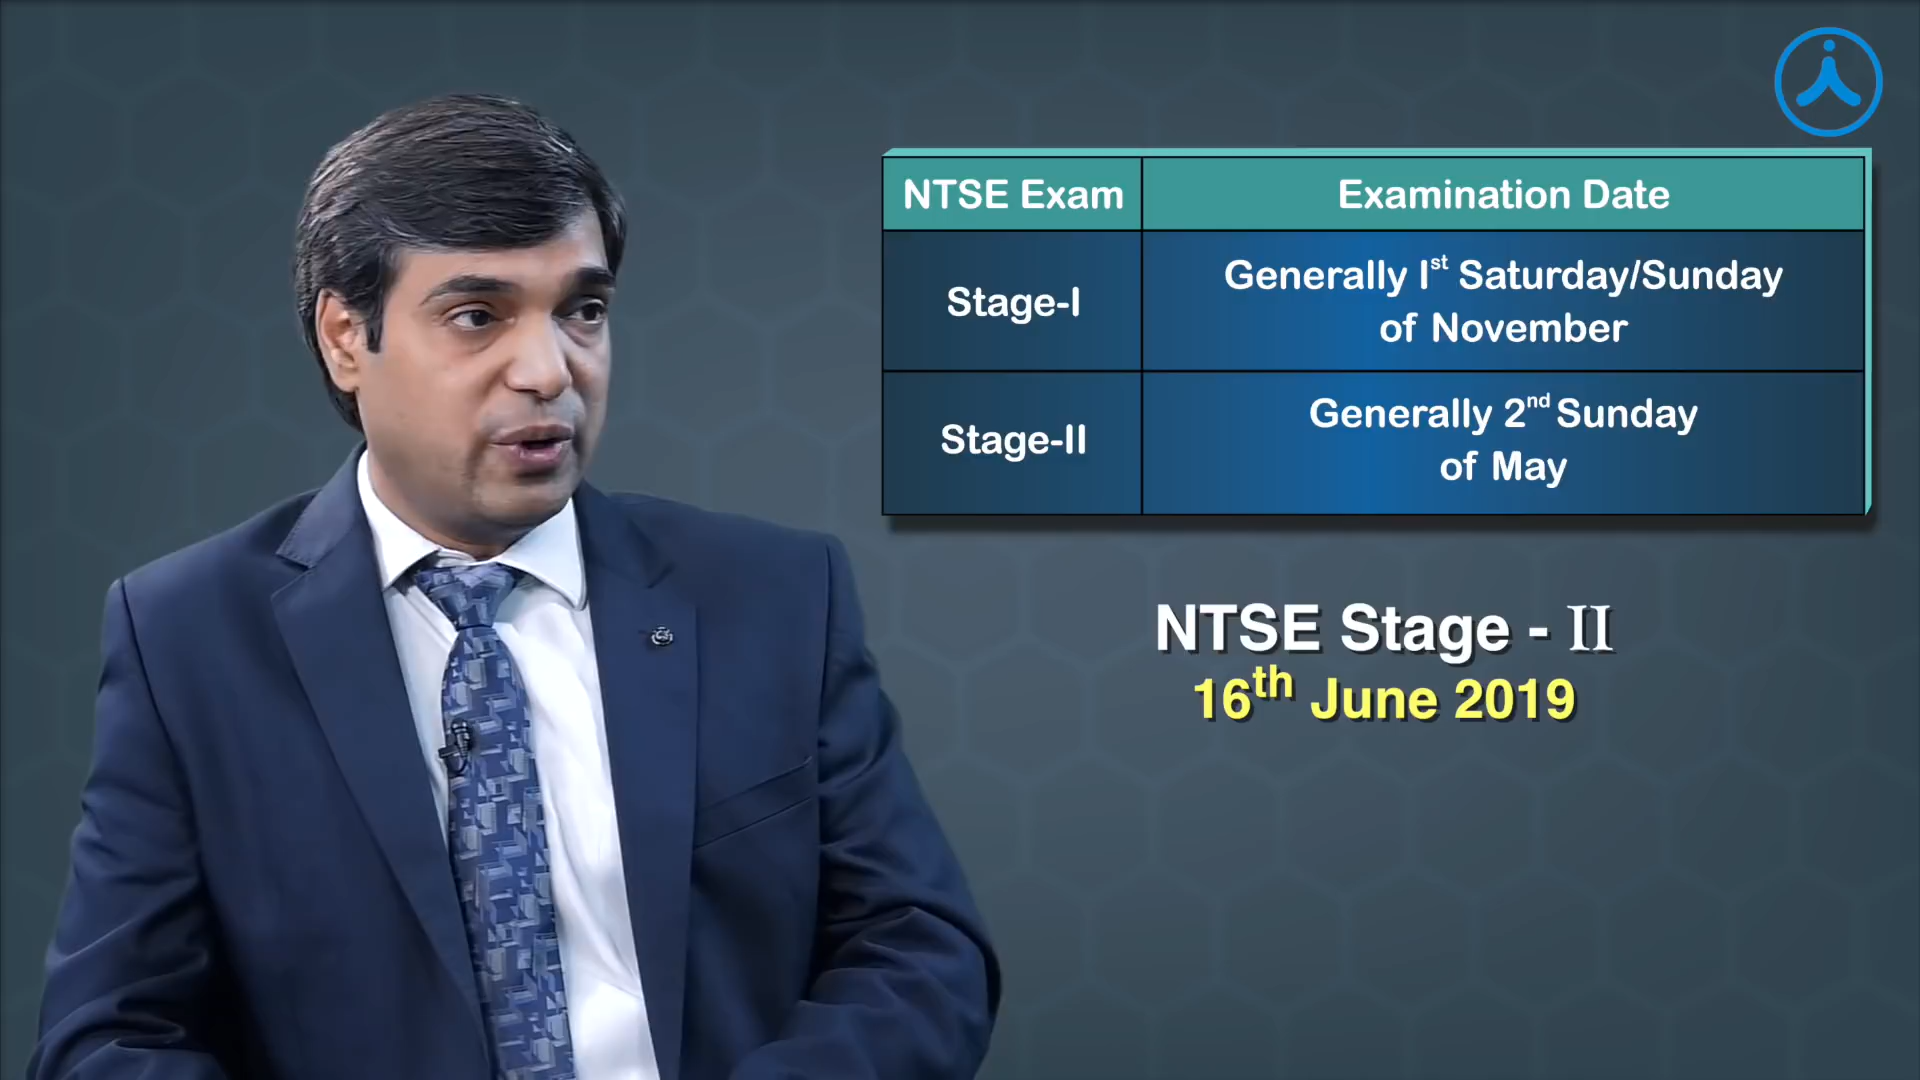 NTSE Exam Examination Date
Stage-I
Generally Ist Saturday/Sunday
of November
Stage-II
Generally 2nd Sunday
of May
NTSE Stage - II
16th June 2019